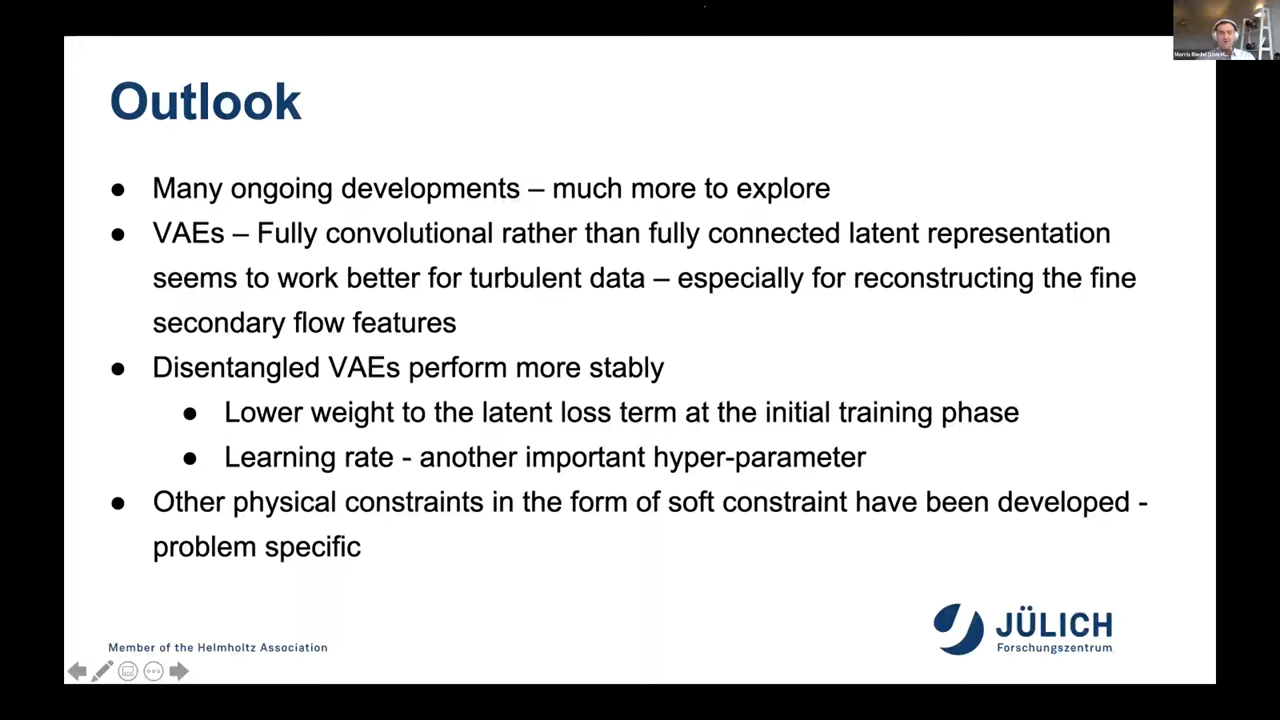 Morris Riedel
Outlook
● Many ongoing developments – much more to explore
● VAEs – Fully convolutional rather than fully connected latent representation
seems to work better for turbulent data – especially for reconstructing the fine
secondary flow features
● Disentangled VAEs perform more stably
● Lower weight to the latent loss term at the initial training phase
● Learning rate - another important hyper-parameter
● Other physical constraints in the form of soft constraint have been developed -
problem specific
JÜLICH
Forschungszentrum
Member of the Helmholtz Association